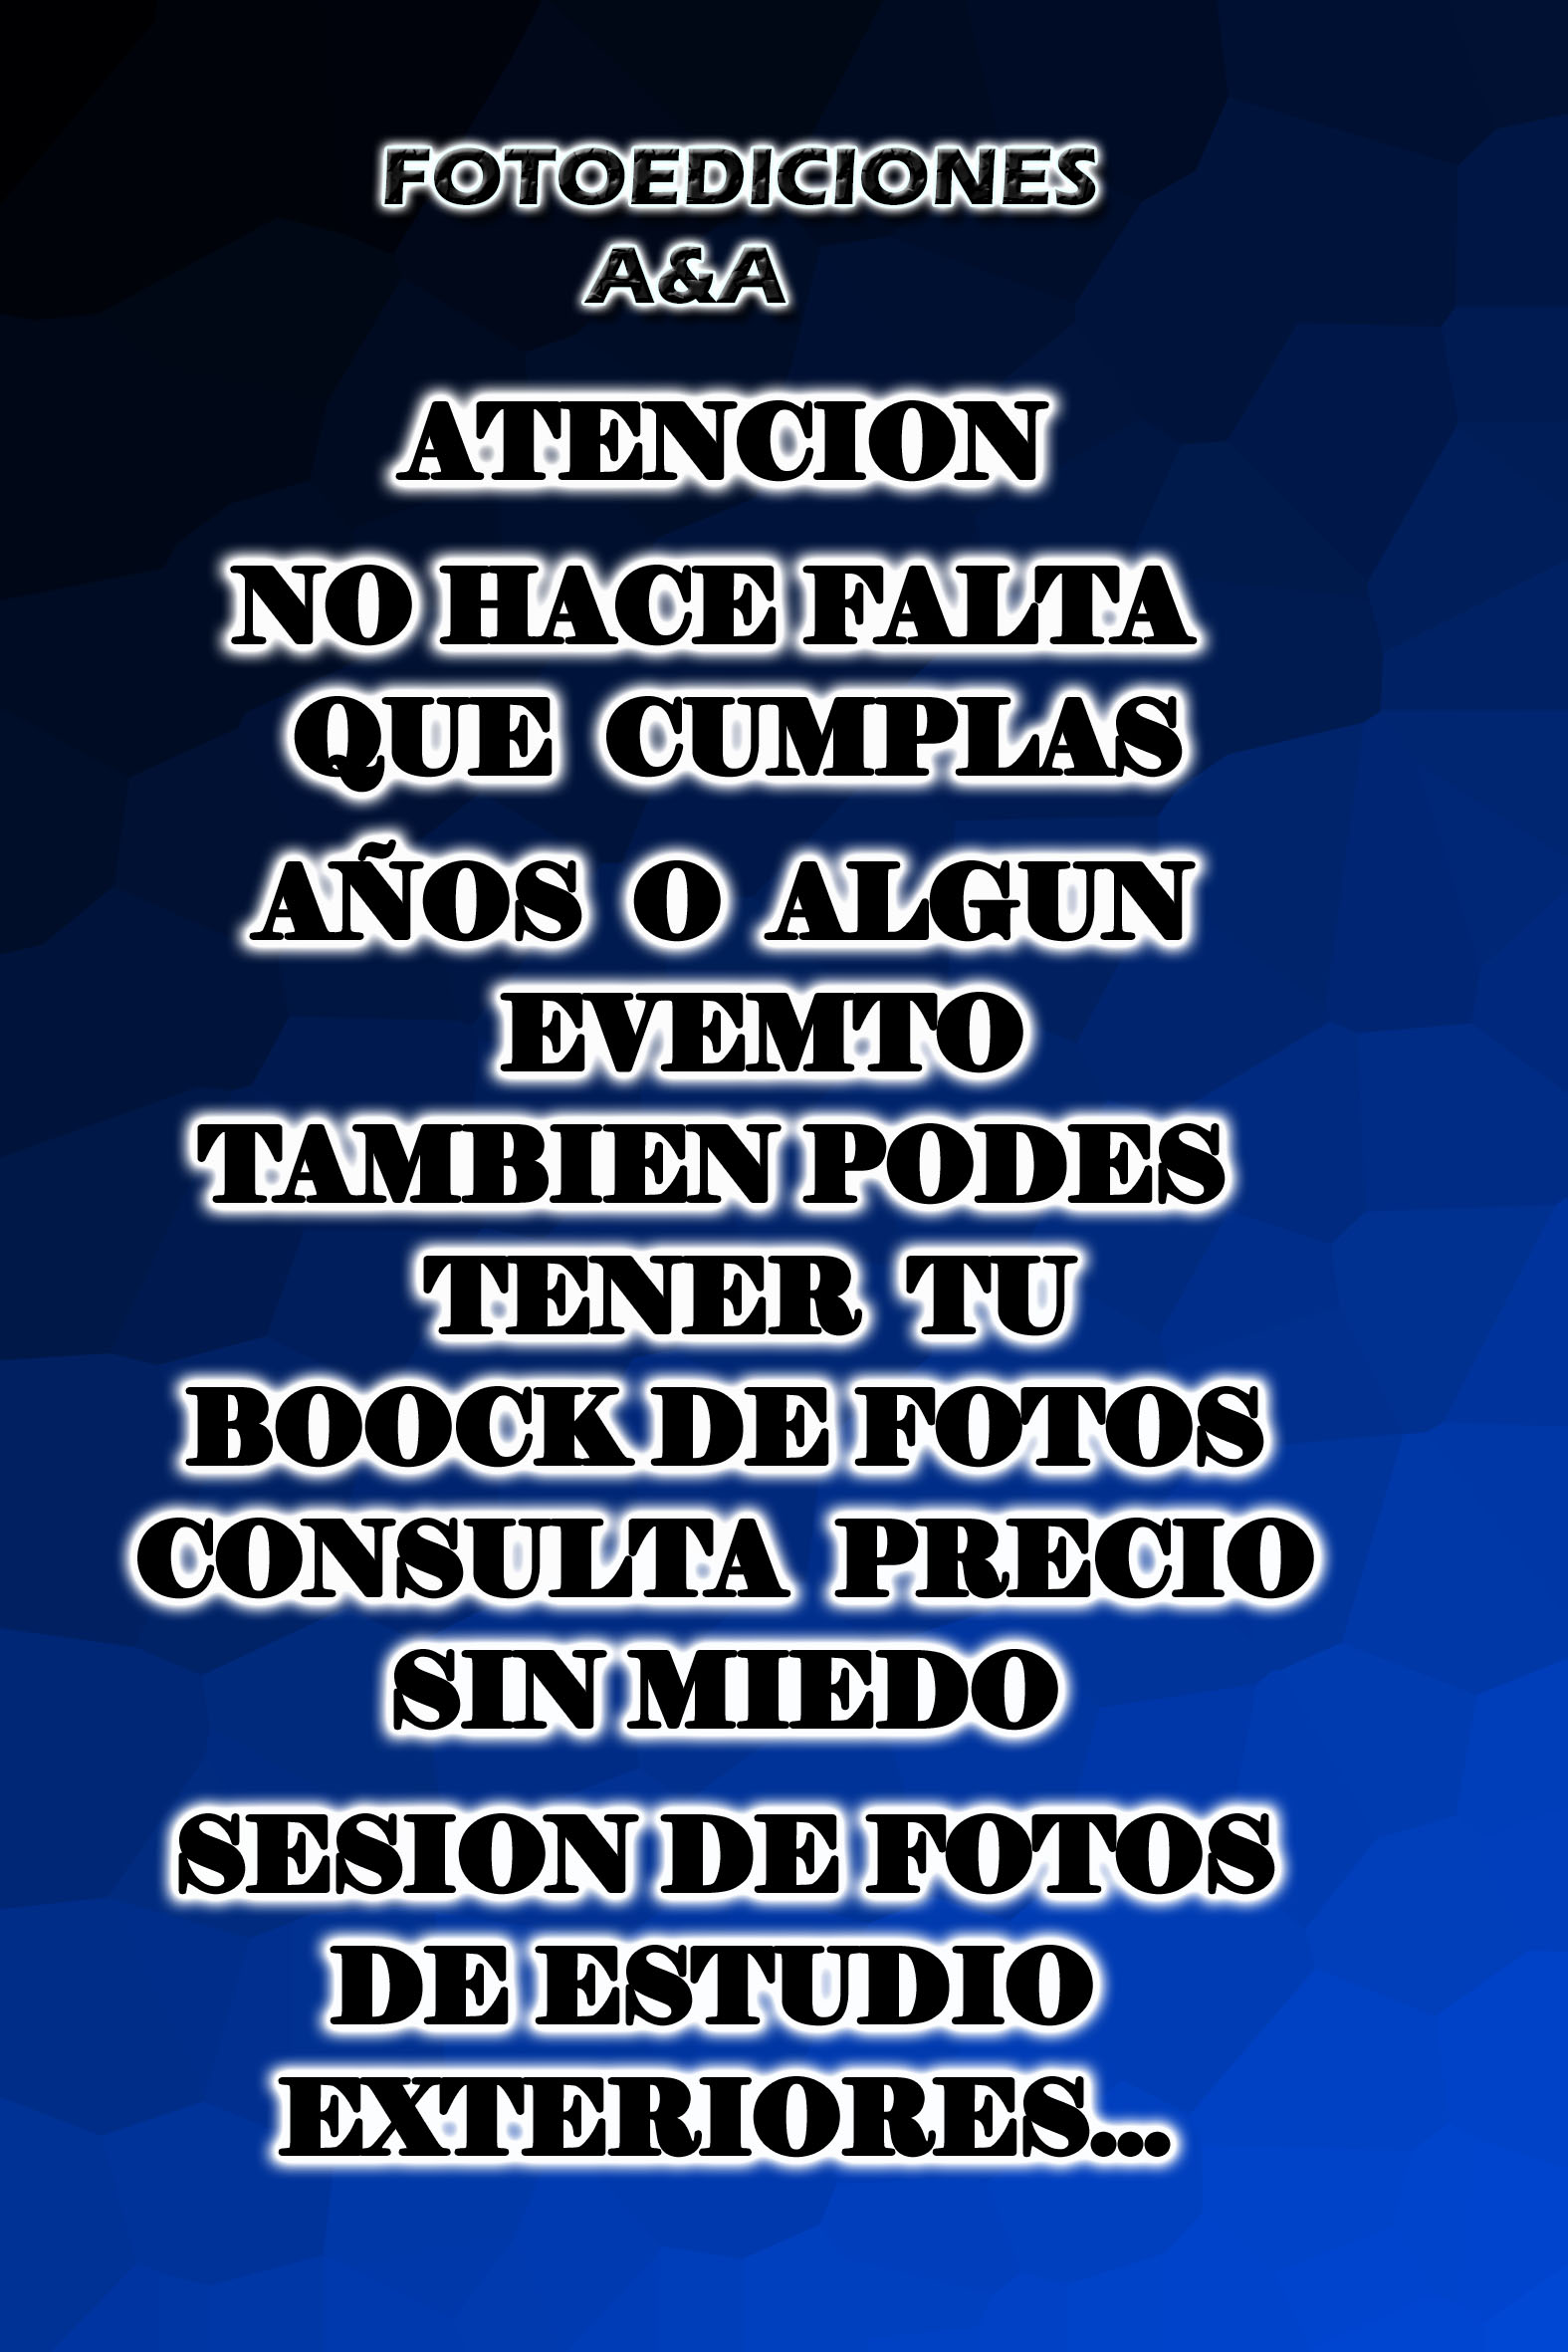 FOTOEDICIONES
A&A
ATENCION
NO HACE FALTA
QUE CUMPLAS
AÑOS O ALGUN
EVEMTO
TAMBIEN PODES
TENER TU
BOOCK DE FOTOS
CONSULTA PRECIO
SIN MIEDO
SESION DE FOTOS
DE ESTUDIO
EXTERIORES...